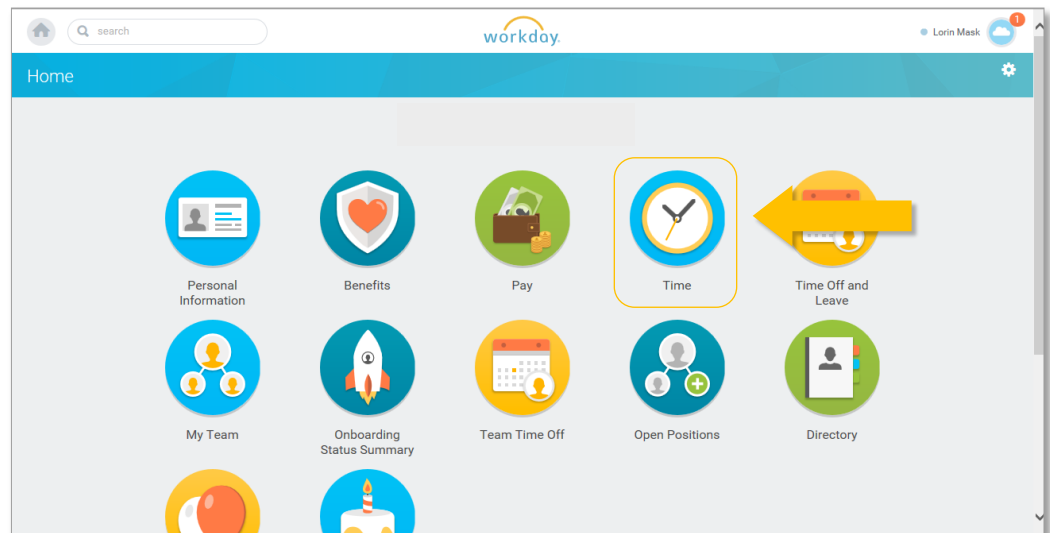 search
workday.
Lorin Mask
1
Home
Personal
Information
Benefits
Pay
Time
Time Off and
Leave
My Team
Onboarding
Status Summary
Team Time Off
Open Positions
Directory